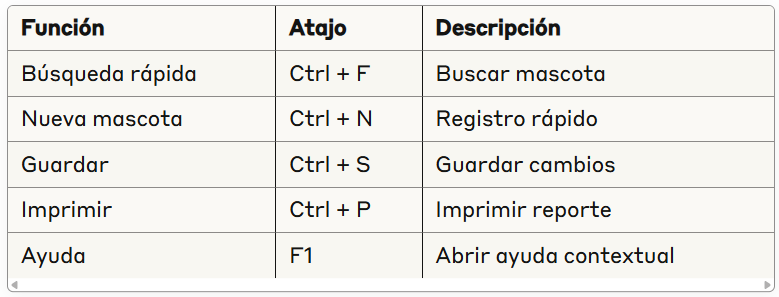 Función Atajo Descripción
Búsqueda rápida Ctrl + F Buscar mascota
Nueva mascota Ctrl + N Registro rápido
Guardar Ctrl + S Guardar cambios
Imprimir Ctrl + P Imprimir reporte
Ayuda F1 Abrir ayuda contextual